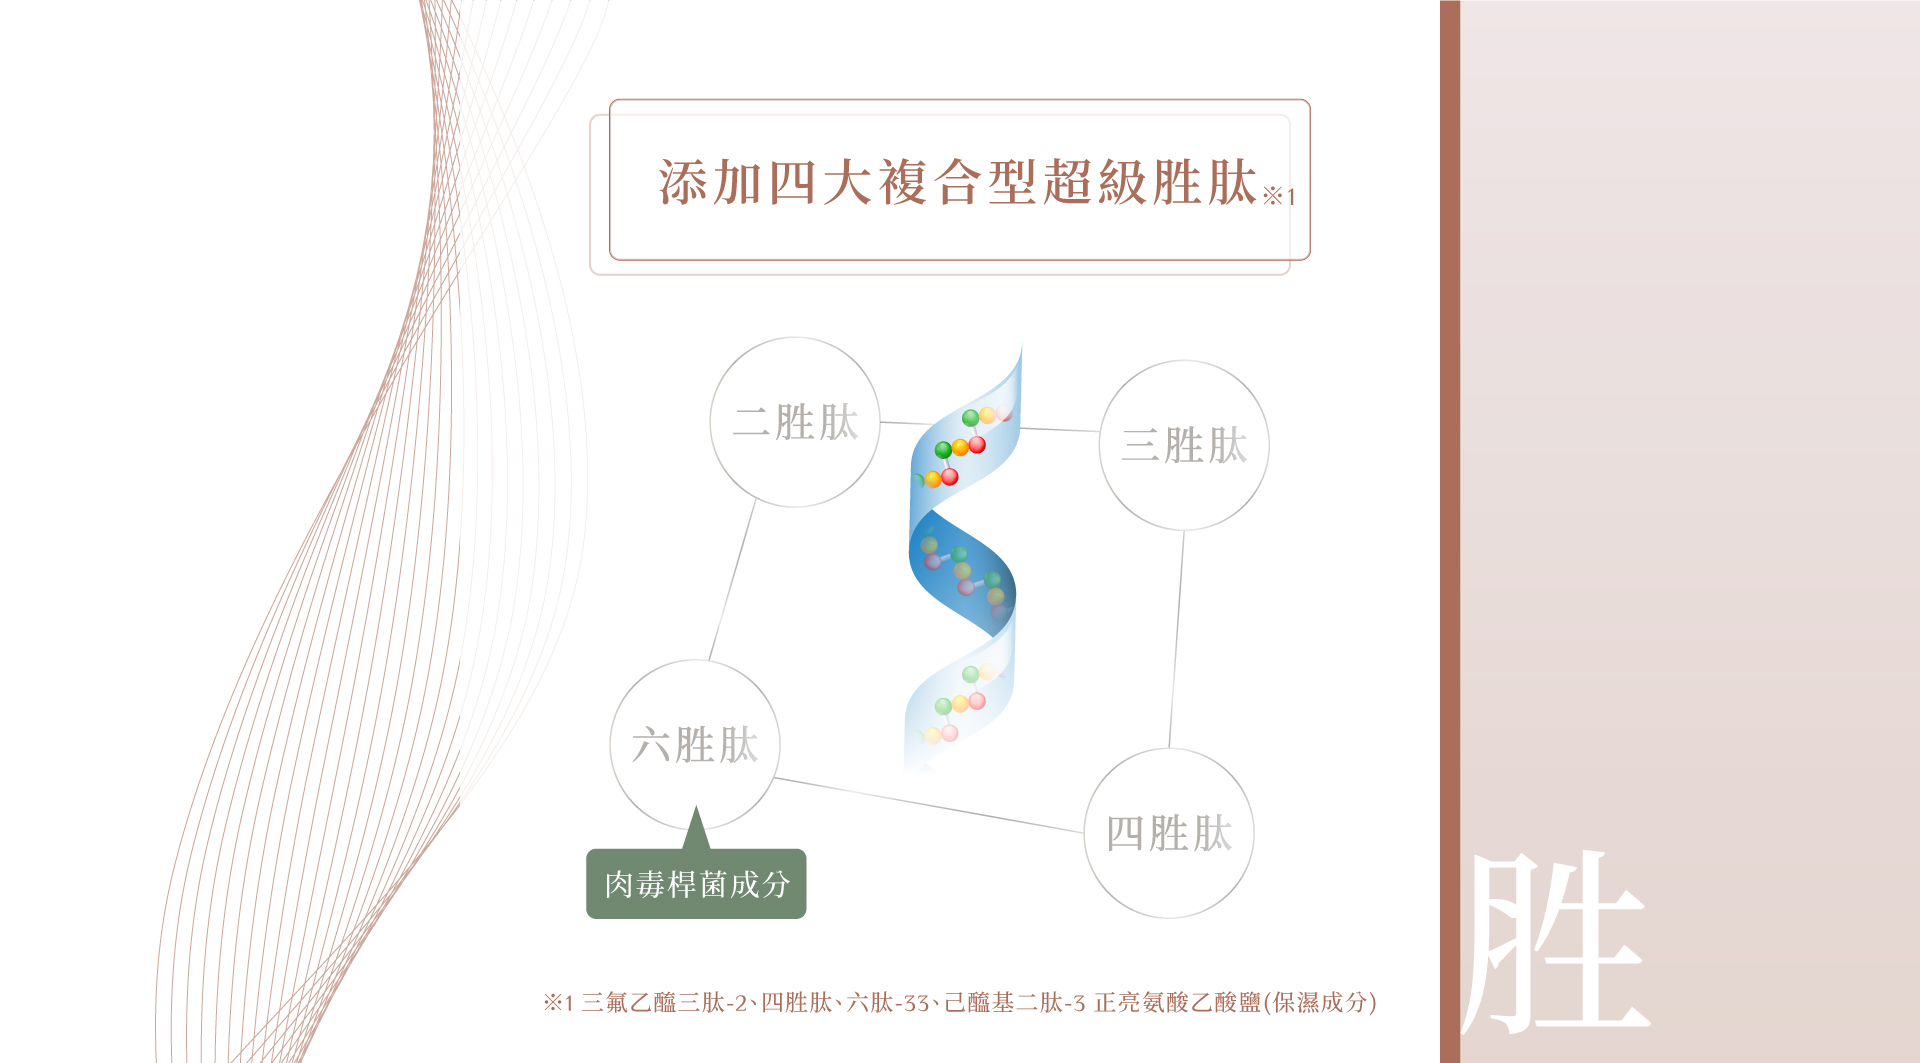 添加四大複合型超級胜肽※1
二胜肽
三胜肽
六胜肽
四胜肽
肉毒桿菌成分
胜
※1 三氟乙醯三肽-2、四胜肽、六肽-33、己醯基二肽-3 正亮氨酸乙酸鹽(保濕成分)